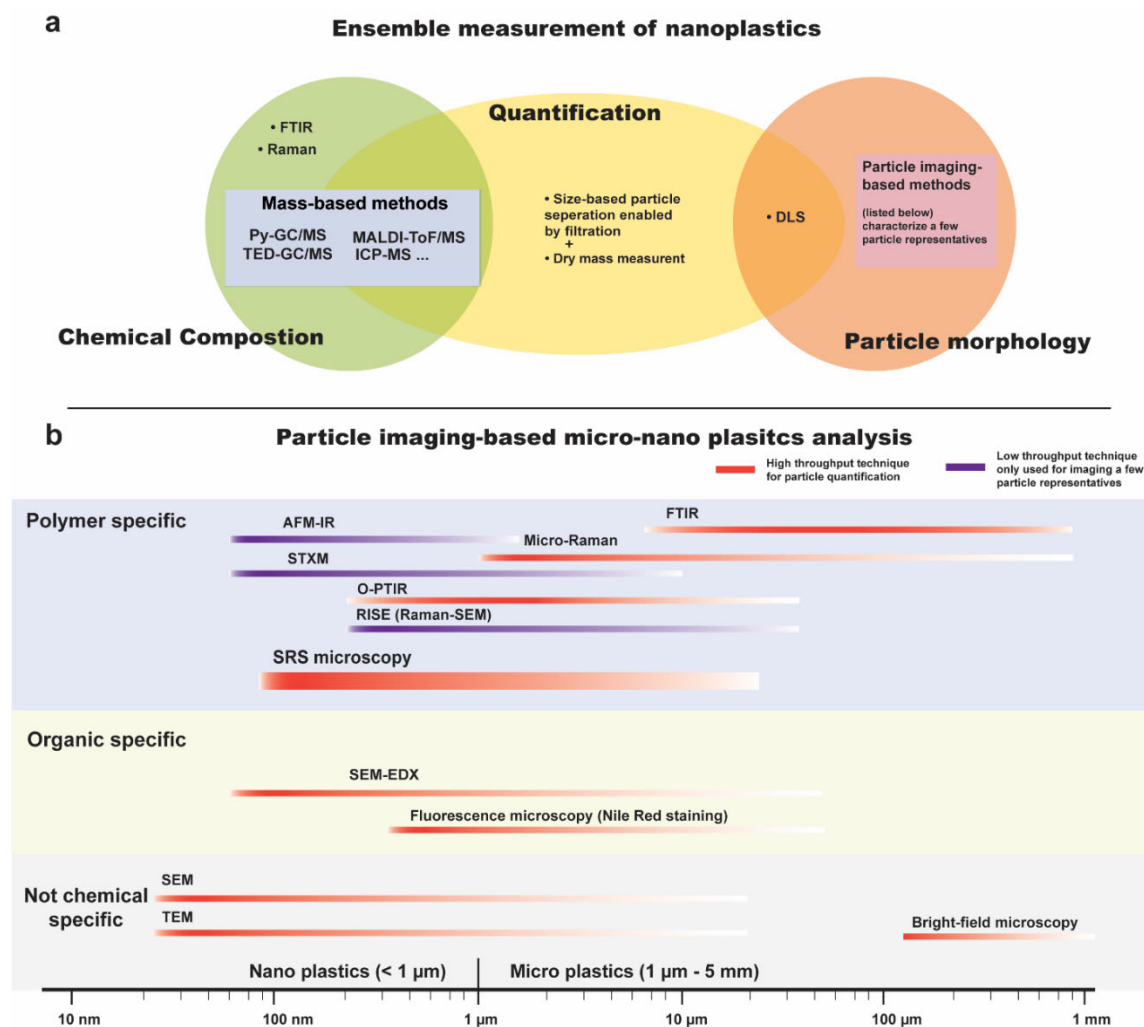 a
Ensemble measurement of nanoplastics
Quantification
• FTIR
• Raman
Mass-based methods
Py-GC/MS MALDI-ToF/MS
TED-GC/MS ICP-MS ...
• Size-based particle
seperation enabled
by filtration
+
• Dry mass measurent
• DLS
Particle imaging-
based methods
(listed below)
characterize a few
particle representatives
Chemical Compostion
Particle morphology
b
Particle imaging-based micro-nano plasitcs analysis
High throughput technique
for particle quantification
Low throughput technique
only used for imaging a few
particle representatives
Polymer specific
AFM-IR
FTIR
Micro-Raman
STXM
O-PTIR
RISE (Raman-SEM)
SRS microscopy
Organic specific
SEM-EDX
Fluorescence microscopy (Nile Red staining)
Not chemical
specific
SEM
TEM
Bright-field microscopy
Nano plastics (< 1 µm)
Micro plastics (1 µm - 5 mm)
10 nm 100 nm 1 µm 10 µm 100 µm 1 mm